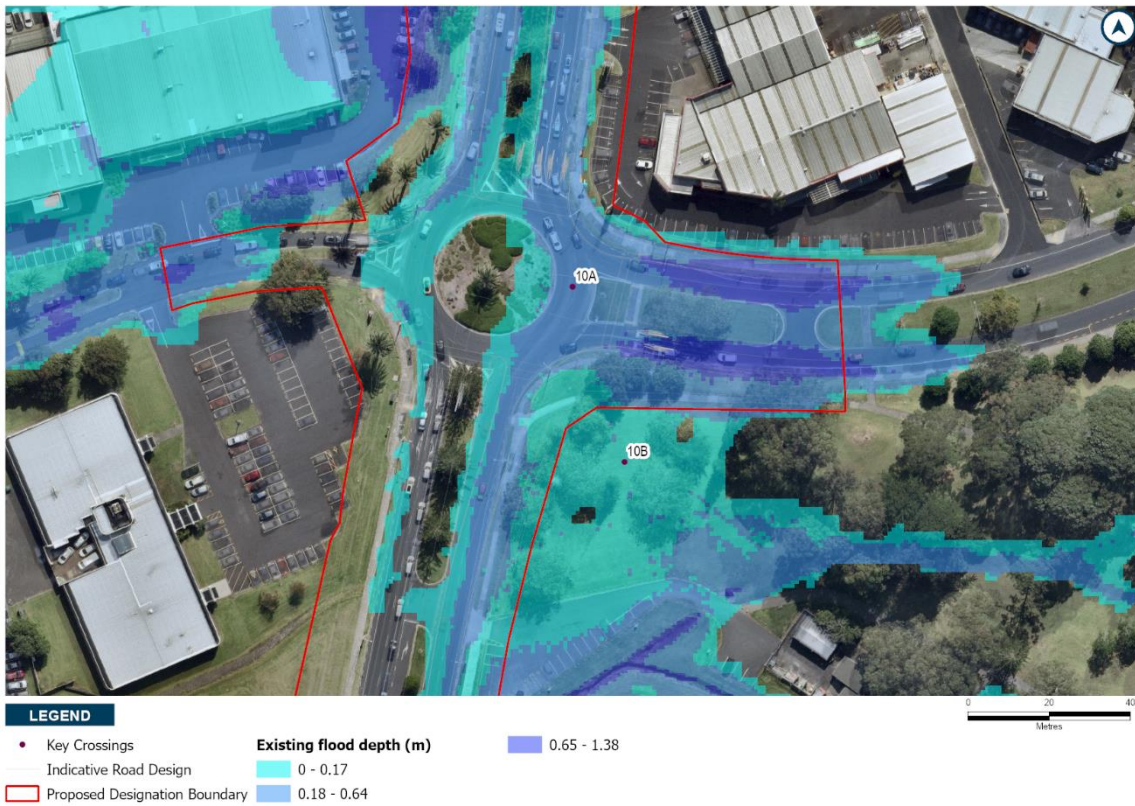 10A
10B
0 20 40
Metres
LEGEND
Key Crossings
Indicative Road Design
Proposed Designation Boundary
Existing flood depth (m)
0 - 0.17
0.18 - 0.64
0.65 - 1.38